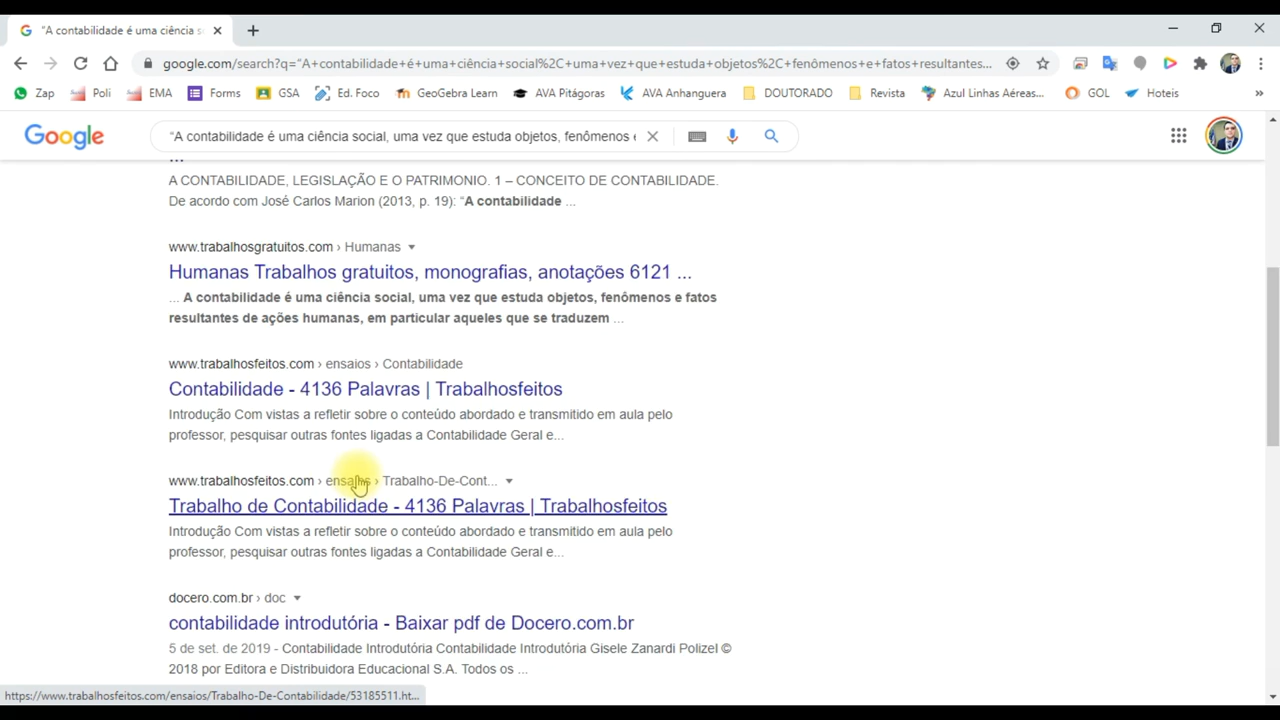 "A contabilidade é uma ciência s
google.com/search?q="A+contabilidade+é+uma+ciência+social%2C+uma+vez+que+estuda+objetos%2C+fenômenos+e+fatos+resultantes...
Zap Poli EMA Forms GSA Ed. Foco GeoGebra Learn AVA Pitágoras AVA Anhanguera DOUTORADO Revista Azul Linhas Aéreas... GOL Hoteis »
Google "A contabilidade é uma ciência social, uma vez que estuda objetos, fenômenos e
...
A CONTABILIDADE, LEGISLAÇÃO E O PATRIMONIO. 1 – CONCEITO DE CONTABILIDADE.
De acordo com José Carlos Marion (2013, p. 19): "A contabilidade ...
www.trabalhosgratuitos.com › Humanas
Humanas Trabalhos gratuitos, monografias, anotações 6121 ...
... A contabilidade é uma ciência social, uma vez que estuda objetos, fenômenos e fatos
resultantes de ações humanas, em particular aqueles que se traduzem ...
www.trabalhosfeitos.com › ensaios › Contabilidade
Contabilidade - 4136 Palavras | Trabalhosfeitos
Introdução Com vistas a refletir sobre o conteúdo abordado e transmitido em aula pelo
professor, pesquisar outras fontes ligadas a Contabilidade Geral e...
www.trabalhosfeitos.com › ensaios › Trabalho-De-Cont...
Trabalho de Contabilidade - 4136 Palavras | Trabalhosfeitos
Introdução Com vistas a refletir sobre o conteúdo abordado e transmitido em aula pelo
professor, pesquisar outras fontes ligadas a Contabilidade Geral e...
docero.com.br › doc
contabilidade introdutória - Baixar pdf de Docero.com.br
5 de set. de 2019 - Contabilidade Introdutória Contabilidade Introdutória Gisele Zanardi Polizel ©
2018 por Editora e Distribuidora Educacional S.A. Todos os ...
https://www.trabalhosfeitos.com/ensaios/Trabalho-De-Contabilidade/53185511.ht...